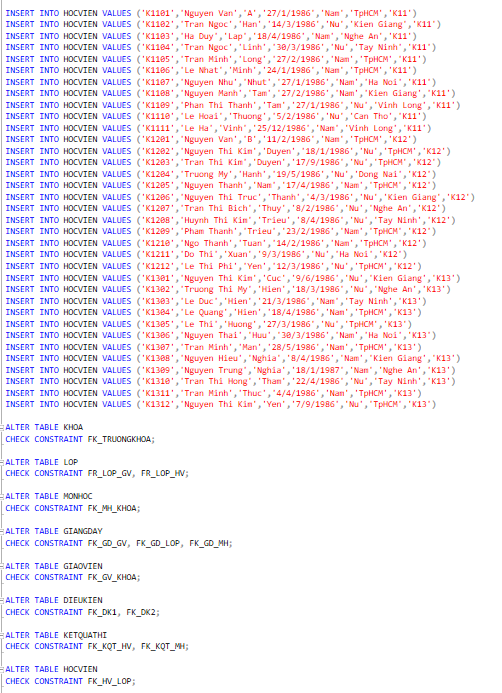 INSERT INTO HOCVIEN VALUES ('K1101','Nguyen Van','A','27/1/1986','Nam','TpHCM','K11')
INSERT INTO HOCVIEN VALUES ('K1102','Tran Ngoc','Han','14/3/1986','Nu','Kien Giang','K11')
INSERT INTO HOCVIEN VALUES ('K1103','Ha Duy','Lap','18/4/1986','Nam','Nghe An','K11')
INSERT INTO HOCVIEN VALUES ('K1104','Tran Ngoc','Linh','30/3/1986','Nu','Tay Ninh','K11')
INSERT INTO HOCVIEN VALUES ('K1105','Tran Minh','Long','27/2/1986','Nam','TpHCM','K11')
INSERT INTO HOCVIEN VALUES ('K1106','Le Nhat','Minh','24/1/1986','Nam','TpHCM','K11')
INSERT INTO HOCVIEN VALUES ('K1107','Nguyen Nhu','Nhut','27/1/1986','Nam','Ha Noi','K11')
INSERT INTO HOCVIEN VALUES ('K1108','Nguyen Manh','Tam','27/2/1986','Nam','Kien Giang','K11')
INSERT INTO HOCVIEN VALUES ('K1109','Phan Thi Thanh','Tam','27/1/1986','Nu','Vinh Long','K11')
INSERT INTO HOCVIEN VALUES ('K1110','Le Hoai','Thuong','5/2/1986','Nu','Can Tho','K11')
INSERT INTO HOCVIEN VALUES ('K1111','Le Ha','Vinh','25/12/1986','Nam','Vinh Long','K11')
INSERT INTO HOCVIEN VALUES ('K1201','Nguyen Van','B','11/2/1986','Nam','TpHCM','K12')
INSERT INTO HOCVIEN VALUES ('K1202','Nguyen Thi Kim','Duyen','18/1/1986','Nu','TpHCM','K12')
INSERT INTO HOCVIEN VALUES ('K1203','Tran Thi Kim','Duyen','17/9/1986','Nu','TpHCM','K12')
INSERT INTO HOCVIEN VALUES ('K1204','Truong My','Hanh','19/5/1986','Nu','Dong Nai','K12')
INSERT INTO HOCVIEN VALUES ('K1205','Nguyen Thanh','Nam','17/4/1986','Nam','TpHCM','K12')
INSERT INTO HOCVIEN VALUES ('K1206','Nguyen Thi Truc','Thanh','4/3/1986','Nu','Kien Giang','K12')
INSERT INTO HOCVIEN VALUES ('K1207','Tran Thi Bich','Thuy','8/2/1986','Nu','Nghe An','K12')
INSERT INTO HOCVIEN VALUES ('K1208','Huynh Thi Kim','Trieu','8/4/1986','Nu','Tay Ninh','K12')
INSERT INTO HOCVIEN VALUES ('K1209','Pham Thanh','Trieu','23/2/1986','Nam','TpHCM','K12')
INSERT INTO HOCVIEN VALUES ('K1210','Ngo Thanh','Tuan','14/2/1986','Nam','TpHCM','K12')
INSERT INTO HOCVIEN VALUES ('K1211','Do Thi','Xuan','9/3/1986','Nu','Ha Noi','K12')
INSERT INTO HOCVIEN VALUES ('K1212','Le Thi Phi','Yen','12/3/1986','Nu','TpHCM','K12')
INSERT INTO HOCVIEN VALUES ('K1301','Nguyen Thi Kim','Cuc','9/6/1986','Nu','Kien Giang','K13')
INSERT INTO HOCVIEN VALUES ('K1302','Truong Thi My','Hien','18/3/1986','Nu','Nghe An','K13')
INSERT INTO HOCVIEN VALUES ('K1303','Le Duc','Hien','21/3/1986','Nam','Tay Ninh','K13')
INSERT INTO HOCVIEN VALUES ('K1304','Le Quang','Hien','18/4/1986','Nam','TpHCM','K13')
INSERT INTO HOCVIEN VALUES ('K1305','Le Thi','Huong','27/3/1986','Nu','TpHCM','K13')
INSERT INTO HOCVIEN VALUES ('K1306','Nguyen Thai','Huu','30/3/1986','Nam','Ha Noi','K13')
INSERT INTO HOCVIEN VALUES ('K1307','Tran Minh','Man','28/5/1986','Nam','TpHCM','K13')
INSERT INTO HOCVIEN VALUES ('K1308','Nguyen Hieu','Nghia','8/4/1986','Nam','Kien Giang','K13')
INSERT INTO HOCVIEN VALUES ('K1309','Nguyen Trung','Nghia','18/1/1987','Nam','Nghe An','K13')
INSERT INTO HOCVIEN VALUES ('K1310','Tran Thi Hong','Tham','22/4/1986','Nu','Tay Ninh','K13')
INSERT INTO HOCVIEN VALUES ('K1311','Tran Minh','Thuc','4/4/1986','Nam','TpHCM','K13')
INSERT INTO HOCVIEN VALUES ('K1312','Nguyen Thi Kim','Yen','7/9/1986','Nu','TpHCM','K13')
ALTER TABLE KHOA
CHECK CONSTRAINT FK_TRUONGKHOA;
ALTER TABLE LOP
CHECK CONSTRAINT FR_LOP_GV, FR_LOP_HV;
ALTER TABLE MONHOC
CHECK CONSTRAINT FK_MH_KHOA;
ALTER TABLE GIANGDAY
CHECK CONSTRAINT FK_GD_GV, FK_GD_LOP, FK_GD_MH;
ALTER TABLE GIAOVIEN
CHECK CONSTRAINT FK_GV_KHOA;
ALTER TABLE DIEUKIEN
CHECK CONSTRAINT FK_DK1, FK_DK2;
ALTER TABLE KETQUATHI
CHECK CONSTRAINT FK_KQT_HV, FK_KQT_MH;
ALTER TABLE HOCVIEN
CHECK CONSTRAINT FK_HV_LOP;